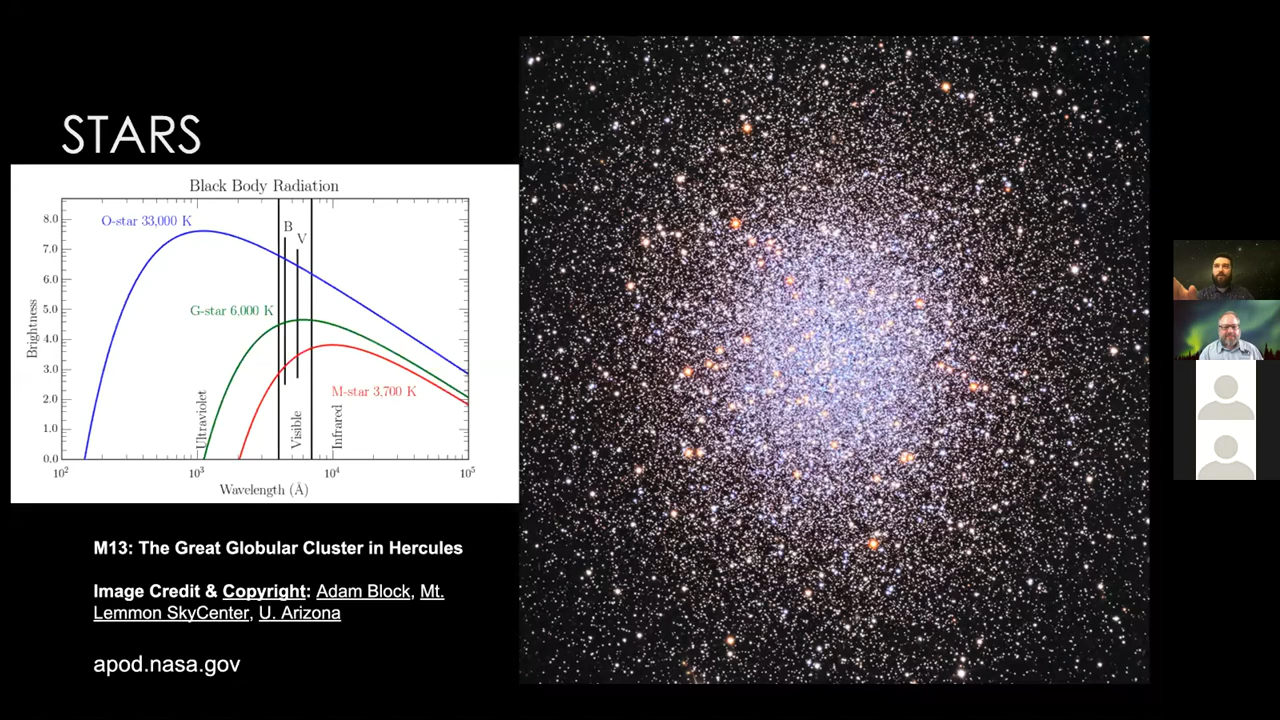 STARS
Black Body Radiation
O-star 33,000 K
B
V
G-star 6,000 K
M-star 3,700 K
Ultraviolet
Visible
Infrared
Brightness
8.0
7.0
6.0
5.0
4.0
3.0
2.0
1.0
0.0
10² 10³ 10⁴ 10⁵
Wavelength (Å)
M13: The Great Globular Cluster in Hercules
Image Credit & Copyright: Adam Block, Mt.
Lemmon SkyCenter, U. Arizona
apod.nasa.gov